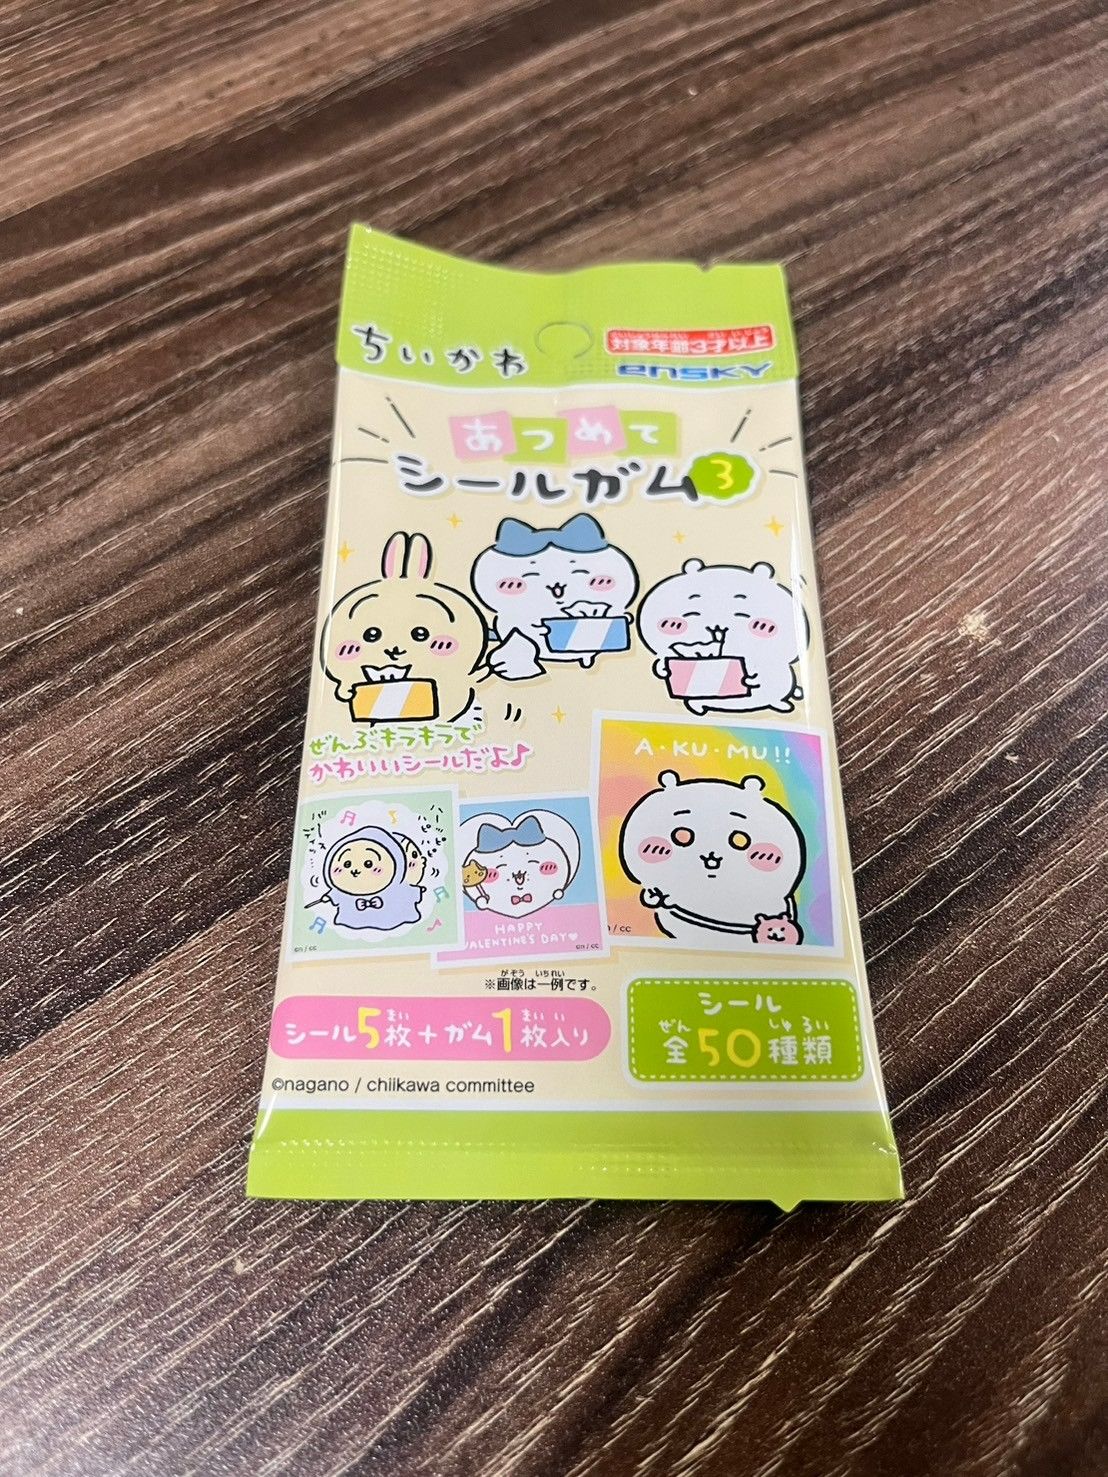 ちいかわ
対象年齢3才以上
ensky
あつめて
シールガム3
ぜんぶキラキラで
かわいいシールだよ♪
A・KU・MU!!
HAPPY
VALENTINE'S DAY♥
©n / cc
©n / cc
n / cc
がぞう いちれい
※画像は一例です。
まい まい い
シール5枚+ガム1枚入り
シール
ぜん しゅるい
全50種類
©nagano / chiikawa committee